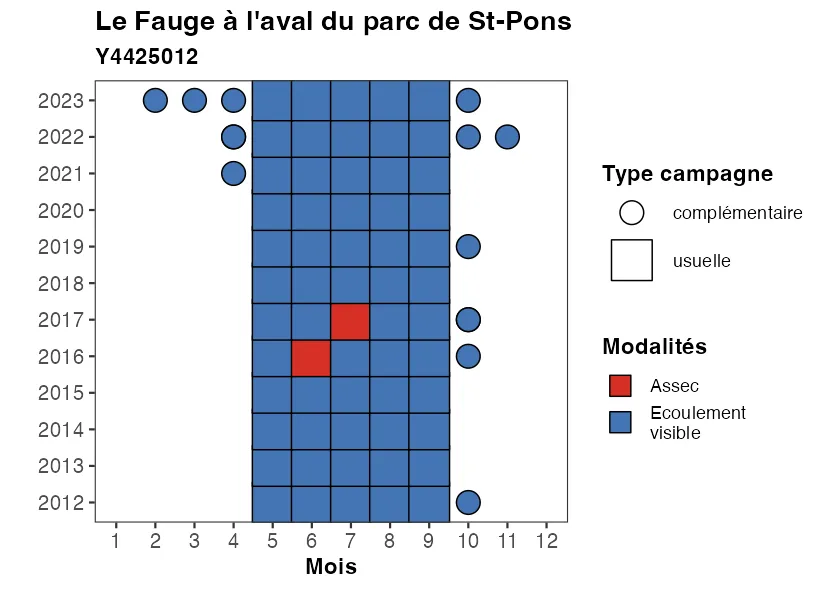 Le Fauge à l'aval du parc de St-Pons
Y4425012
2023
2022
2021
2020
2019
2018
2017
2016
2015
2014
2013
2012
1 2 3 4 5 6 7 8 9 10 11 12
Mois
Type campagne
complémentaire
usuelle
Modalités
Assec
Ecoulement
visible